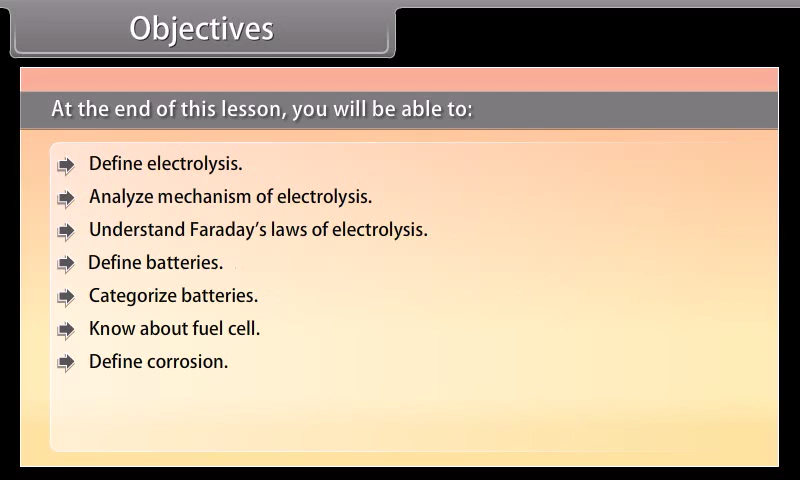 Objectives
At the end of this lesson, you will be able to:
Define electrolysis.
Analyze mechanism of electrolysis.
Understand Faraday’s laws of electrolysis.
Define batteries.
Categorize batteries.
Know about fuel cell.
Define corrosion.